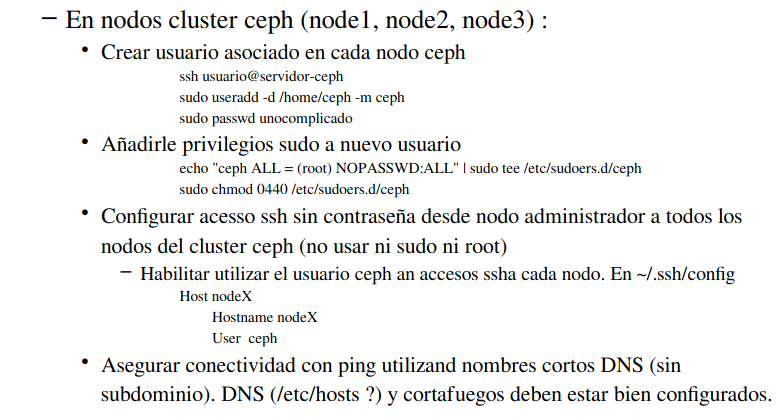 – En nodos cluster ceph (node1, node2, node3) :
• Crear usuario asociado en cada nodo ceph
ssh usuario@servidor-ceph
sudo useradd -d /home/ceph -m ceph
sudo passwd unocomplicado
• Añadirle privilegios sudo a nuevo usuario
echo "ceph ALL = (root) NOPASSWD:ALL" | sudo tee /etc/sudoers.d/ceph
sudo chmod 0440 /etc/sudoers.d/ceph
• Configurar acesso ssh sin contraseña desde nodo administrador a todos los
nodos del cluster ceph (no usar ni sudo ni root)
– Habilitar utilizar el usuario ceph an accesos ssha cada nodo. En ~/.ssh/config
Host nodeX
Hostname nodeX
User ceph
• Asegurar conectividad con ping utilizand nombres cortos DNS (sin
subdominio). DNS (/etc/hosts ?) y cortafuegos deben estar bien configurados.